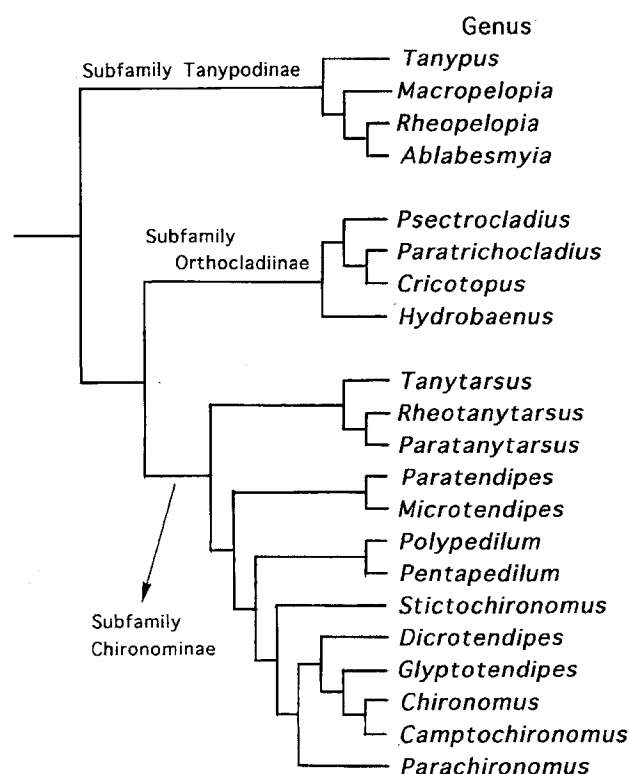 Genus
Subfamily Tanypodinae
Tanypus
Macropelopia
Rheopelopia
Ablabesmyia
Subfamily
Orthocladiinae
Psectrocladius
Paratrichocladius
Cricotopus
Hydrobaenus
Tanytarsus
Rheotanytarsus
Paratanytarsus
Paratendipes
Microtendipes
Polypedilum
Pentapedilum
Stictochironomus
Dicrotendipes
Glyptotendipes
Chironomus
Camptochironomus
Parachironomus
Subfamily
Chironominae